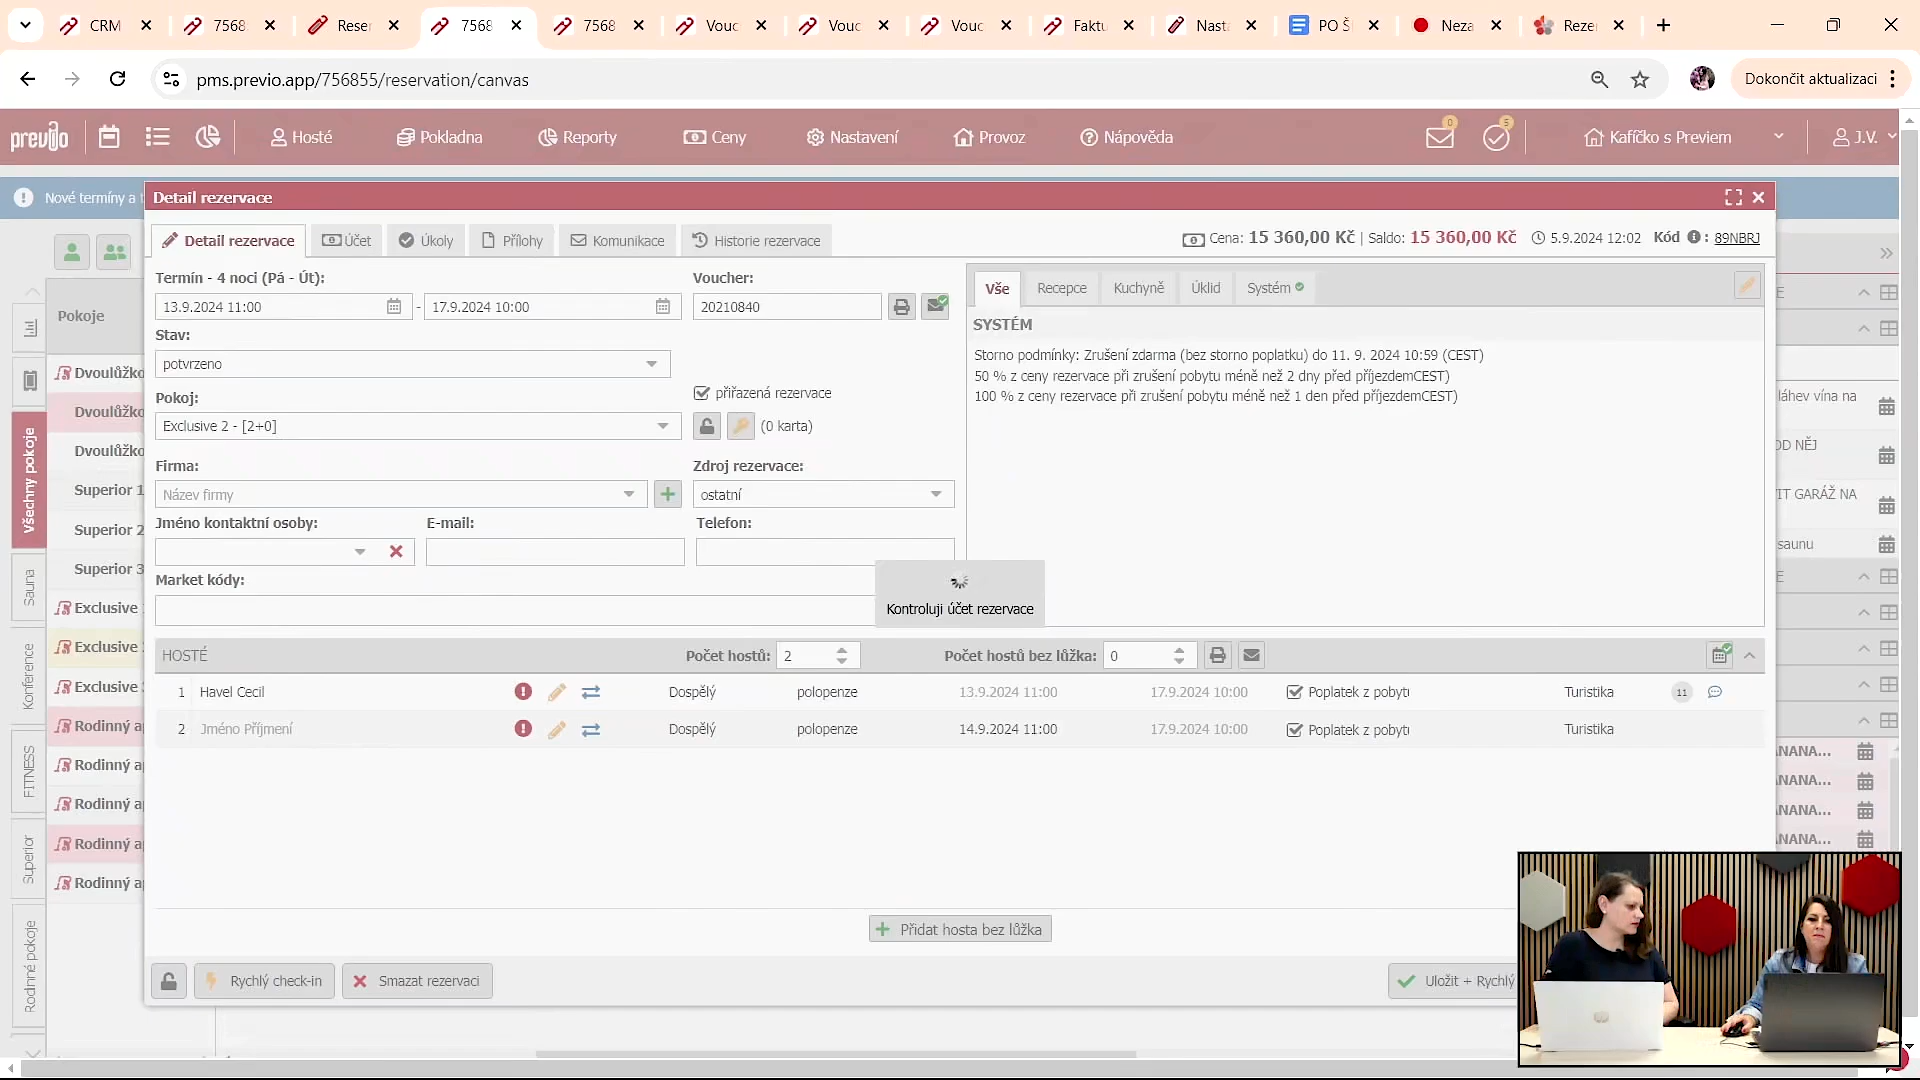 CRM
7568
Reser
7568
7568
Vouc
Vouc
Vouc
Faktu
Nasta
PO Š
Neza
Reze
pms.previo.app/756855/reservation/canvas
Dokončit aktualizaci
previo
Hosté
Pokladna
Reporty
Ceny
Nastavení
Provoz
Nápověda
0
5
Kafíčko s Previem
J.V.
Nové termíny a
Detail rezervace
Detail rezervace
Účet
Úkoly
Přílohy
Komunikace
Historie rezervace
Cena: 15 360,00 Kč | Saldo: 15 360,00 Kč
5.9.2024 12:02
Kód : 89NBRJ
Termín - 4 noci (Pá - Út):
Voucher:
13.9.2024 11:00 - 17.9.2024 10:00
20210840
Stav:
potvrzeno
přiřazená rezervace
Pokoj:
Exclusive 2 - [2+0]
(0 karta)
Firma:
Zdroj rezervace:
Název firmy
ostatní
Jméno kontaktní osoby:
E-mail:
Telefon:
Market kódy:
Vše
Recepce
Kuchyně
Úklid
Systém
SYSTÉM
Storno podmínky: Zrušení zdarma (bez storno poplatku) do 11. 9. 2024 10:59 (CEST)
50 % z ceny rezervace při zrušení pobytu méně než 2 dny před příjezdemCEST)
100 % z ceny rezervace při zrušení pobytu méně než 1 den před příjezdemCEST)
Kontroluji účet rezervace
HOSTÉ
Počet hostů: 2
Počet hostů bez lůžka: 0
1 Havel Cecil Dospělý polopenze 13.9.2024 11:00 17.9.2024 10:00 Poplatek z pobytu Turistika 11
2 Jméno Příjmení Dospělý polopenze 14.9.2024 11:00 17.9.2024 10:00 Poplatek z pobytu Turistika
Přidat hosta bez lůžka
Rychlý check-in
Smazat rezervaci
Uložit + Rychlý
Pokoje
Dvoulůžko
Dvoulůžko
Dvoulůžko
Superior 1
Superior 2
Superior 3
Exclusive
Exclusive
Exclusive
Rodinný a
Rodinný a
Rodinný a
Rodinný a
Rodinný a
Všechny pokoje
Sauna
Konference
FITNESS
Superior
Rodinné pokoje
E
láhev vína na
OD NĚJ
IT GARÁŽ NA
saunu
E
ANANA...
ANANA...
ANANA...
ANANA...